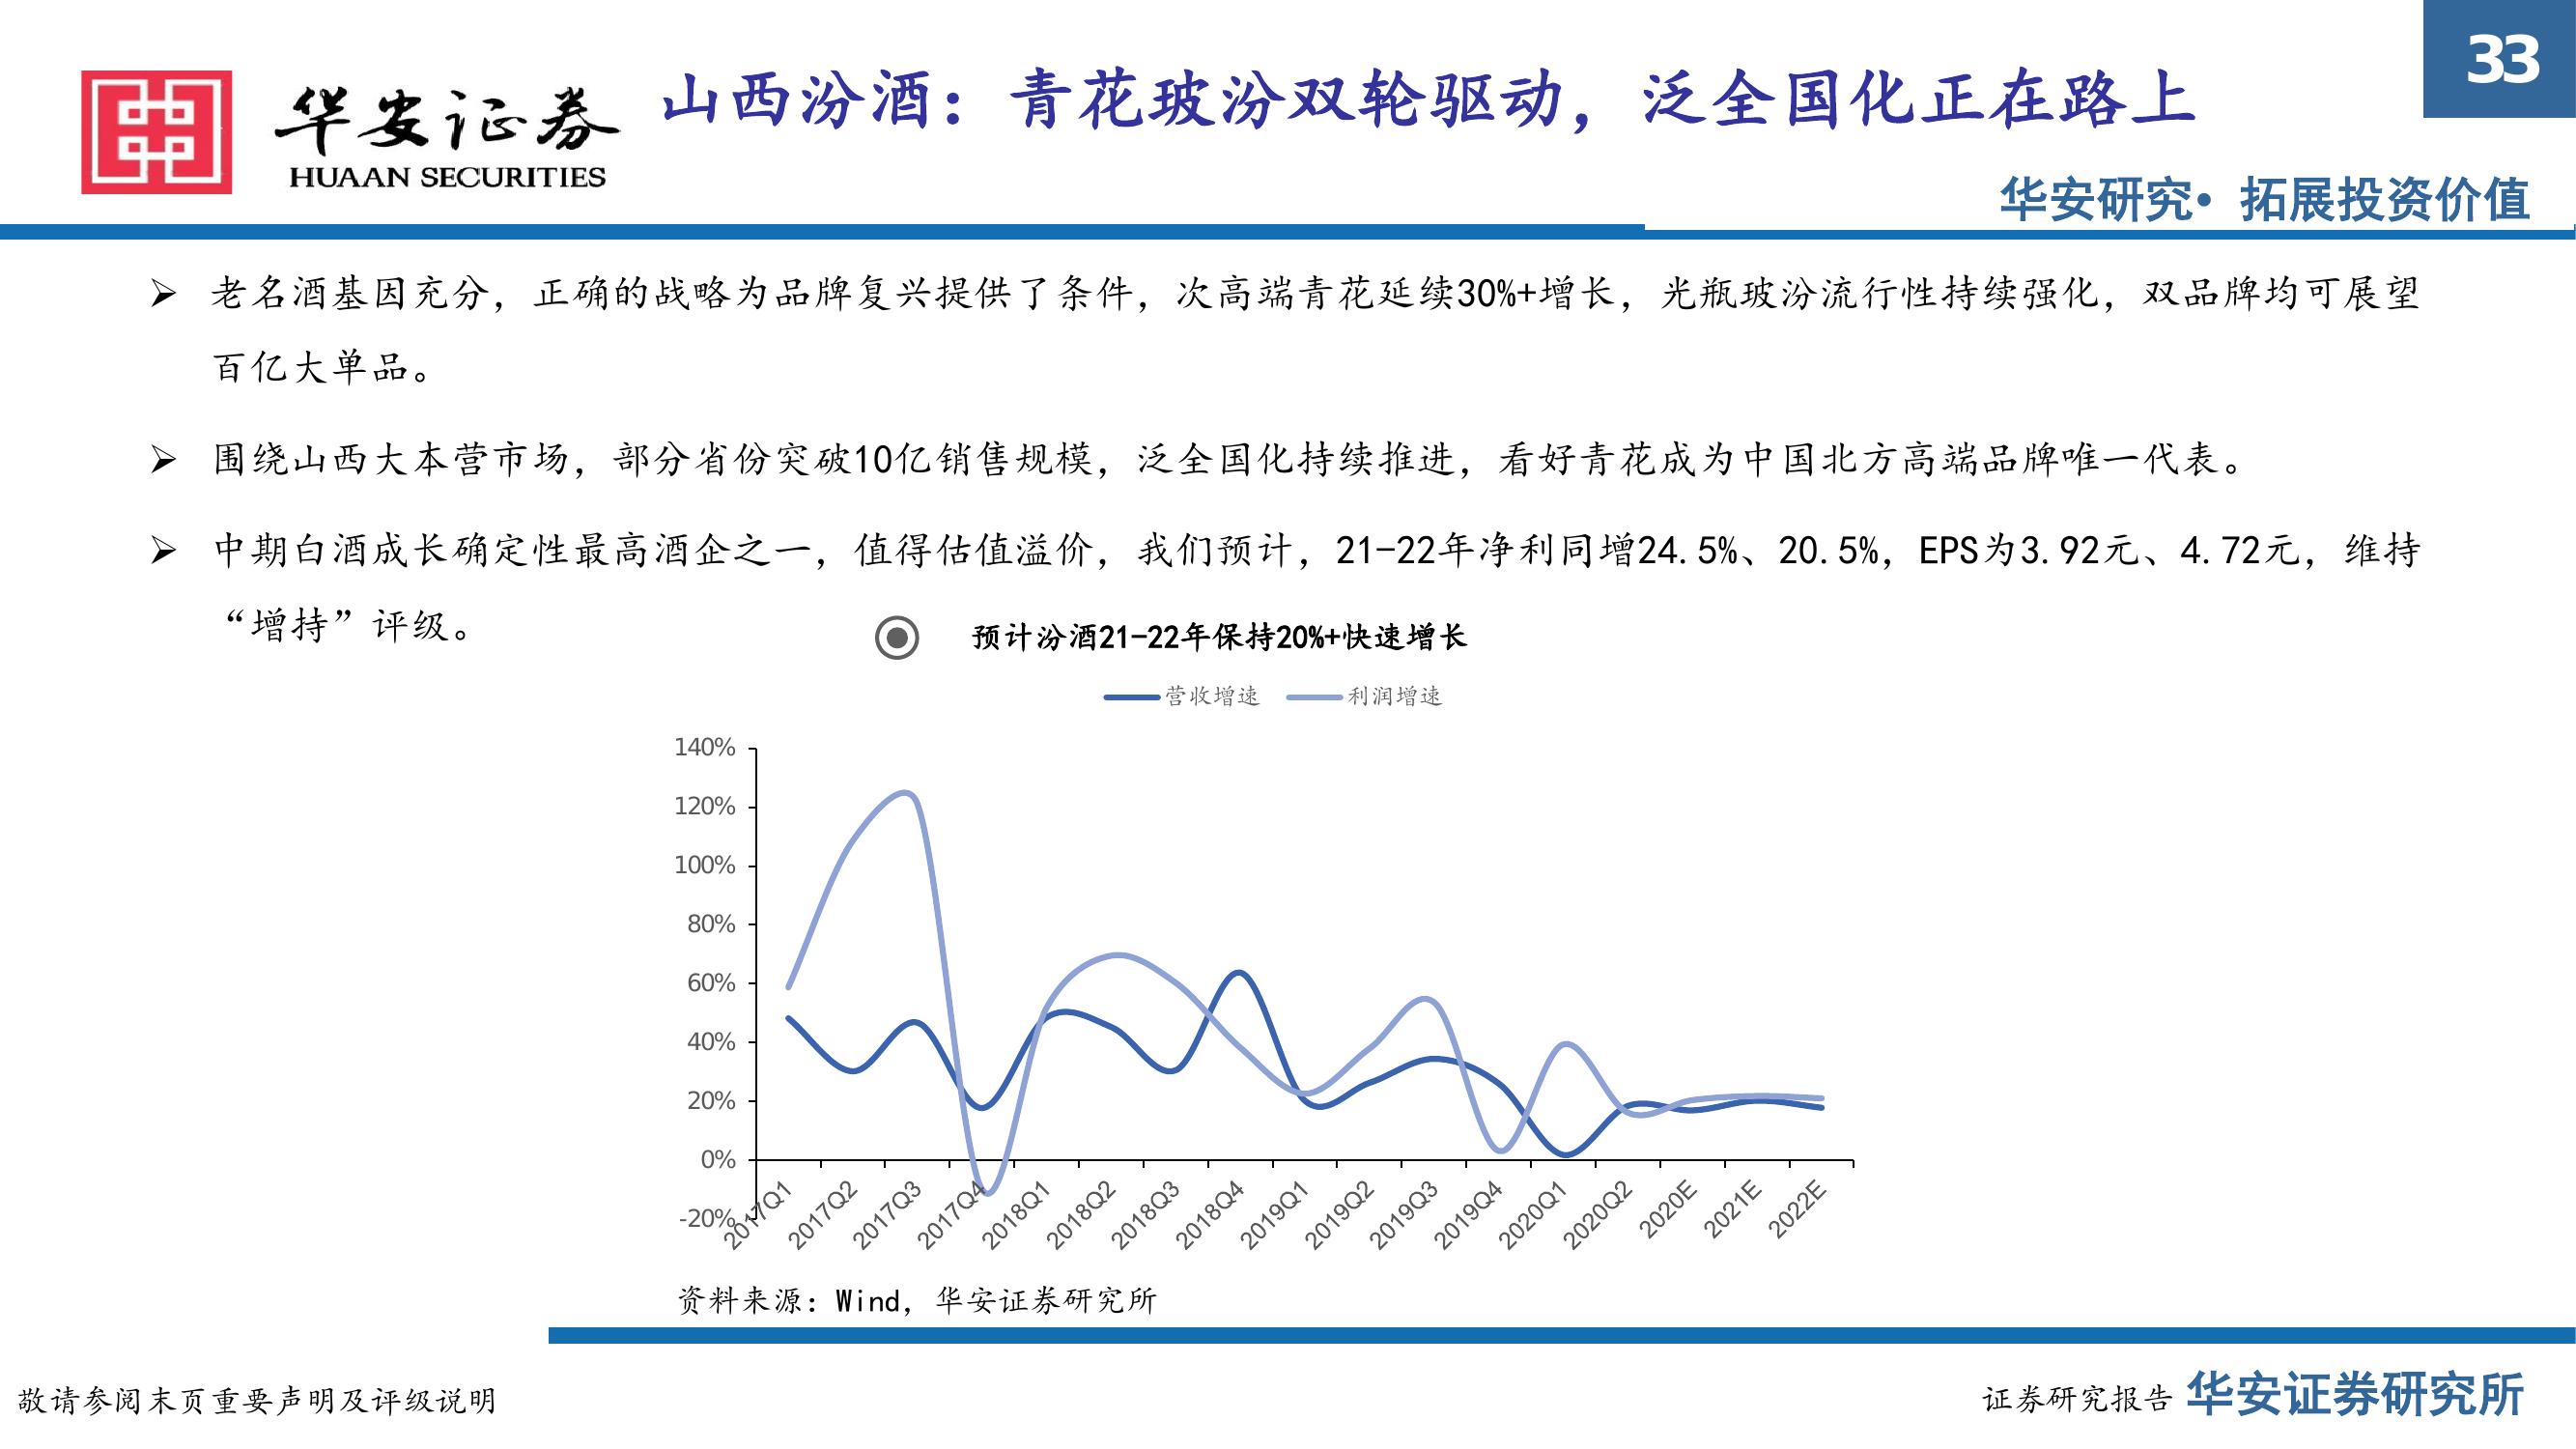 33
华安证券
HUAAN SECURITIES
山西汾酒：青花玻汾双轮驱动，泛全国化正在路上
华安研究• 拓展投资价值
➢ 老名酒基因充分，正确的战略为品牌复兴提供了条件，次高端青花延续30%+增长，光瓶玻汾流行性持续强化，双品牌均可展望
百亿大单品。
➢ 围绕山西大本营市场，部分省份突破10亿销售规模，泛全国化持续推进，看好青花成为中国北方高端品牌唯一代表。
➢ 中期白酒成长确定性最高酒企之一，值得估值溢价，我们预计，21-22年净利同增24.5%、20.5%，EPS为3.92元、4.72元，维持
“增持”评级。
预计汾酒21-22年保持20%+快速增长
营收增速 利润增速
140%
120%
100%
80%
60%
40%
20%
0%
-20%
2017Q1 2017Q2 2017Q3 2017Q4 2018Q1 2018Q2 2018Q3 2018Q4 2019Q1 2019Q2 2019Q3 2019Q4 2020Q1 2020Q2 2020E 2021E 2022E
资料来源：Wind，华安证券研究所
敬请参阅末页重要声明及评级说明
证券研究报告 华安证券研究所